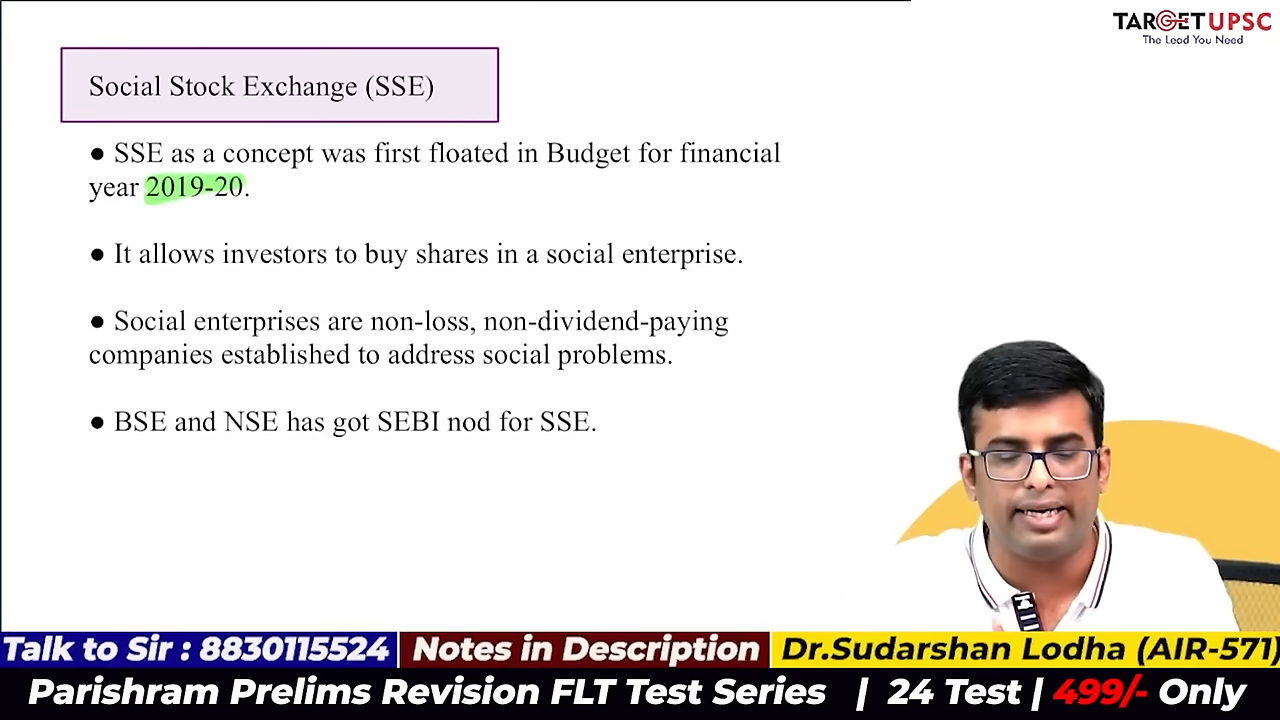 TARGETUPSC
The Lead You Need
Social Stock Exchange (SSE)
● SSE as a concept was first floated in Budget for financial
year 2019-20.
● It allows investors to buy shares in a social enterprise.
● Social enterprises are non-loss, non-dividend-paying
companies established to address social problems.
● BSE and NSE has got SEBI nod for SSE.
Talk to Sir : 8830115524
Notes in Description
Dr.Sudarshan Lodha (AIR-571)
Parishram Prelims Revision FLT Test Series | 24 Test | 499/- Only